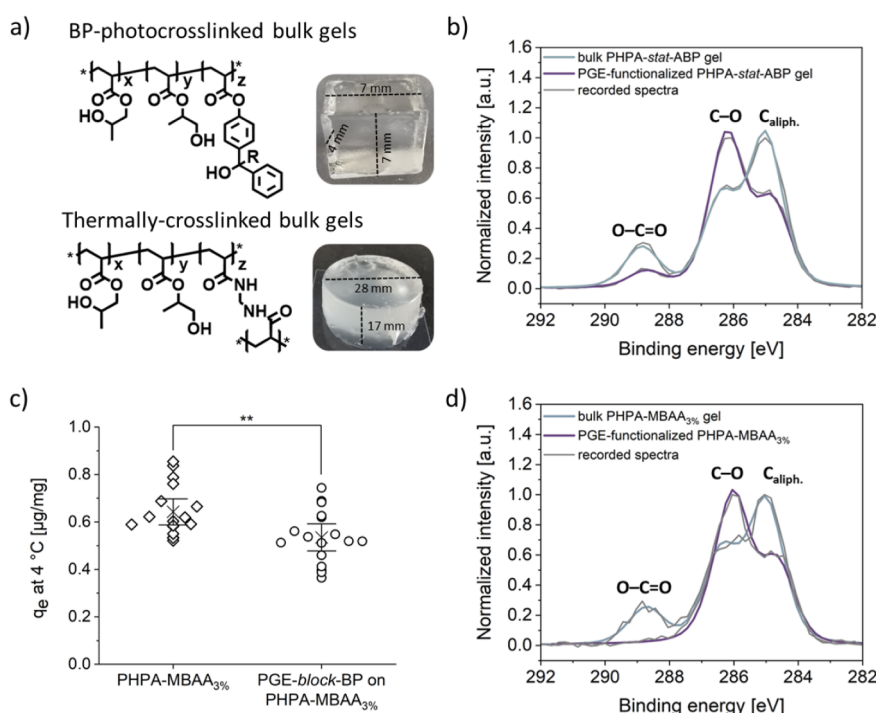 a)
BP-photocrosslinked bulk gels
* x y z *
O O O O O O
HO OH
R
HO
7 mm
4 mm
7 mm
Thermally-crosslinked bulk gels
* x y z *
O O O O O NH
HO OH NH
O
* *
28 mm
17 mm
b)
Normalized intensity [a.u.]
1.6
1.4
1.2
1.0
0.8
0.6
0.4
0.2
0.0
bulk PHPA-stat-ABP gel
PGE-functionalized PHPA-stat-ABP gel
recorded spectra
C–O
Caliph.
O–C=O
292 290 288 286 284 282
Binding energy [eV]
c)
qe at 4 °C [µg/mg]
1.0
0.8
0.6
0.4
0.2
0.0
**
PHPA-MBAA3%
PGE-block-BP on
PHPA-MBAA3%
d)
Normalized intensity [a.u.]
1.6
1.4
1.2
1.0
0.8
0.6
0.4
0.2
0.0
bulk PHPA-MBAA3% gel
PGE-functionalized PHPA-MBAA3%
recorded spectra
C–O
Caliph.
O–C=O
292 290 288 286 284 282
Binding energy [eV]